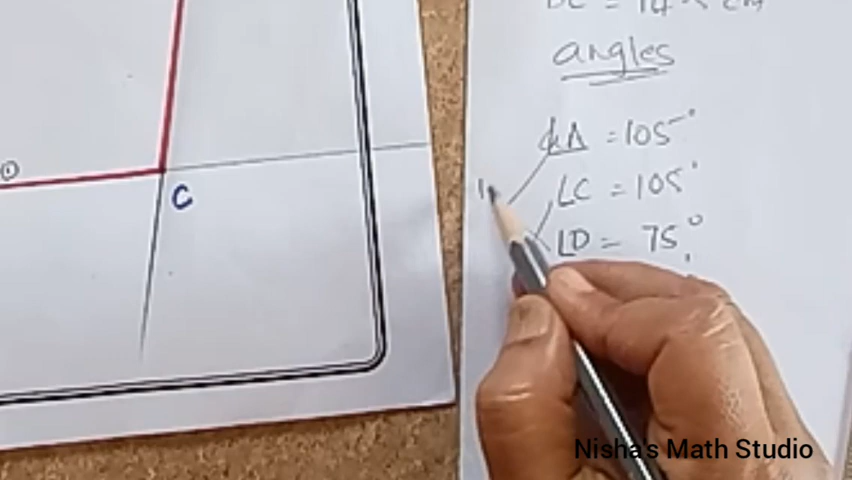 angles
∠A = 105°
C
∠C = 105°
∠D = 75°
Nisha's Math Studio